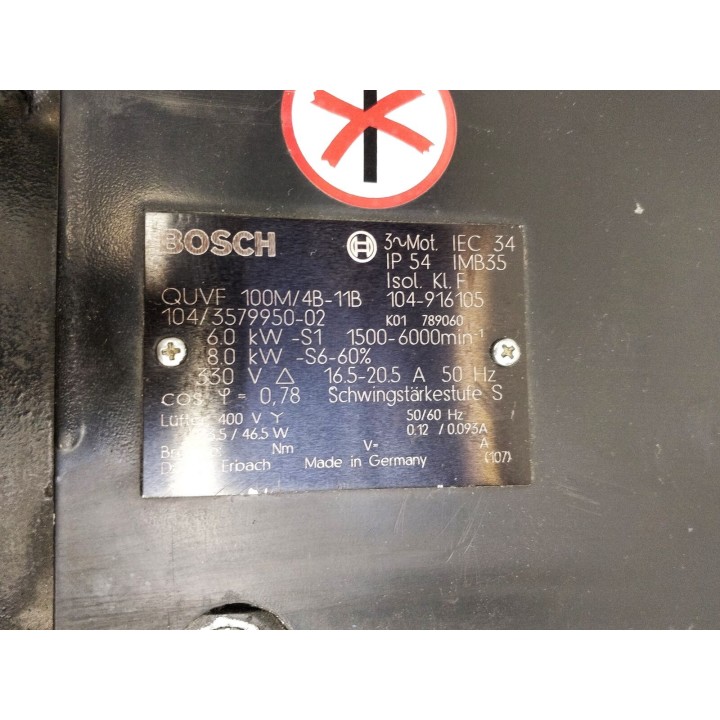 BOSCH
3~Mot. IEC 34
IP 54 IMB35
Isol. Kl. F
QUVF 100M/4B-11B 104-916105
104/3579950-02 K01 789060
6.0 kW -S1 1500-6000min⁻¹
8.0 kW -S6-60%
330 V △ 16.5-20.5 A 50 Hz
cos φ = 0,78 Schwingstärkestufe S
400 V Y 50/60 Hz
/ 46.5 W 0.12 / 0.093A
Nm V= A
Erbach Made in Germany (107)